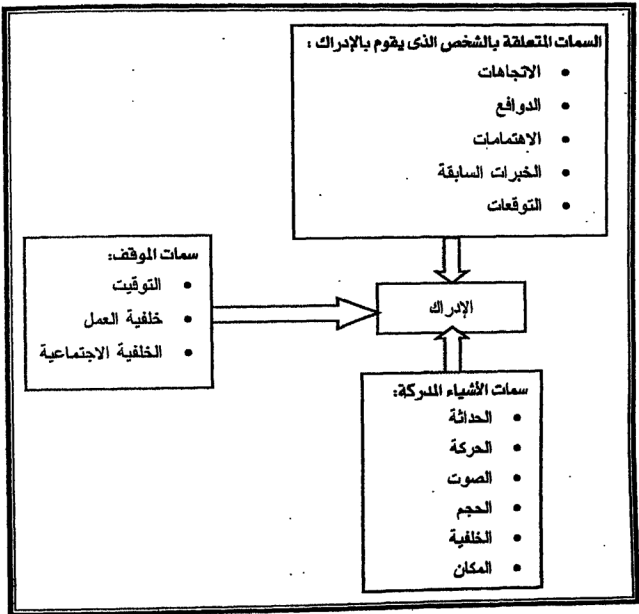 السمات المتعلقة بالشخص الذى يقوم بالإدراك :
• الاتجاهات
• الدوافع
• الاهتمامات
• الخبرات السابقة
• التوقعات
سمات الموقف:
• التوقيت
• خلفية العمل
• الخلفية الاجتماعية
الإدراك
سمات الأشياء المدركة:
• الحداثة
• الحركة
• الصوت
• الحجم
• الخلفية
• المكان